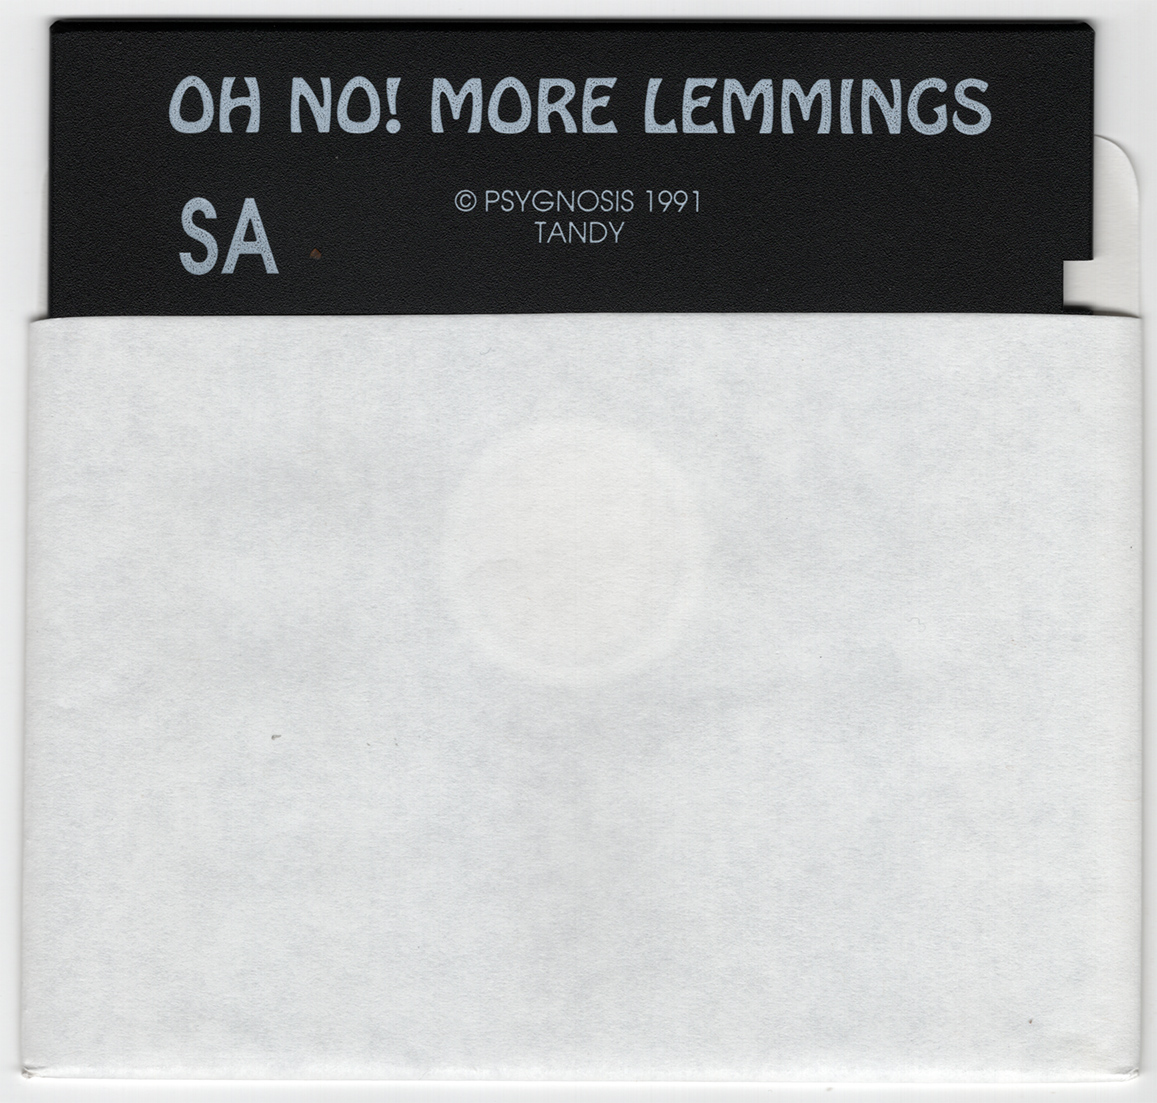 OH NO! MORE LEMMINGS
© PSYGNOSIS 1991
TANDY
SA